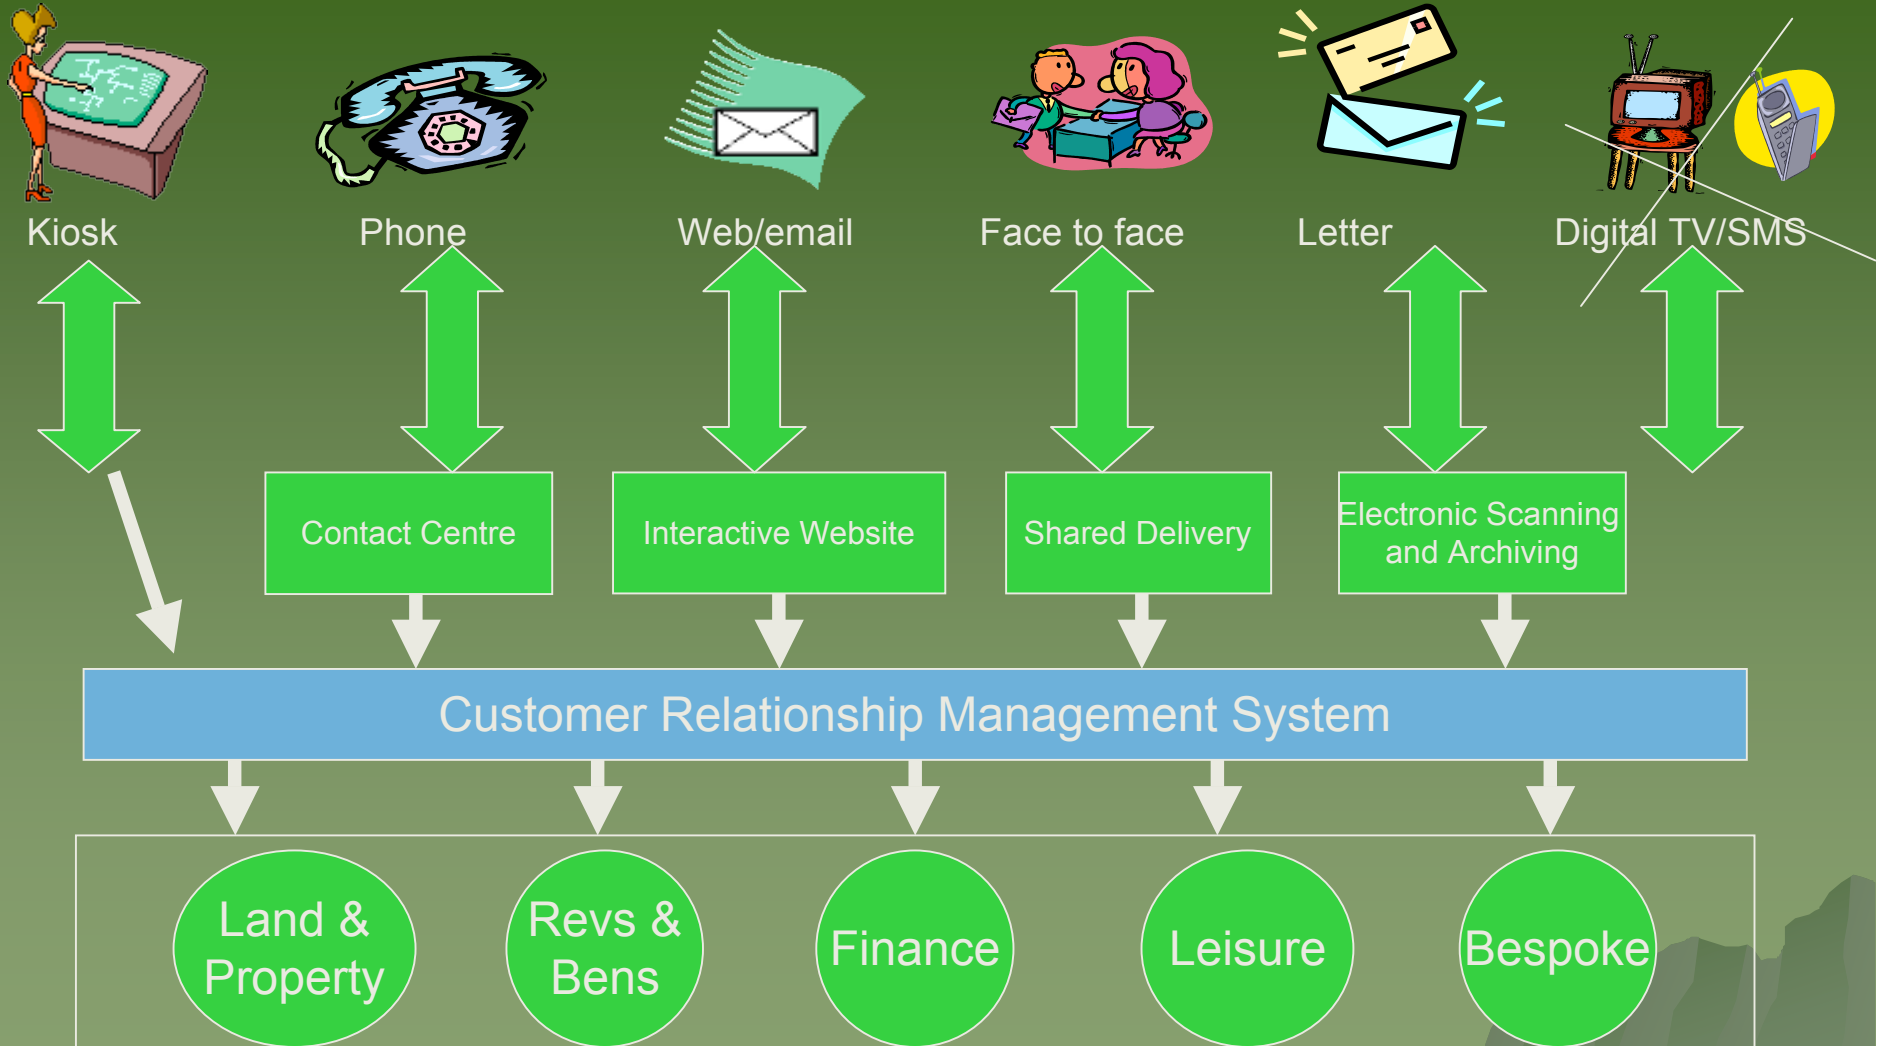 Kiosk
Phone
Web/email
Face to face
Letter
Digital TV/SMS
Contact Centre
Interactive Website
Shared Delivery
Electronic Scanning
and Archiving
Customer Relationship Management System
Land &
Property
Revs &
Bens
Finance
Leisure
Bespoke